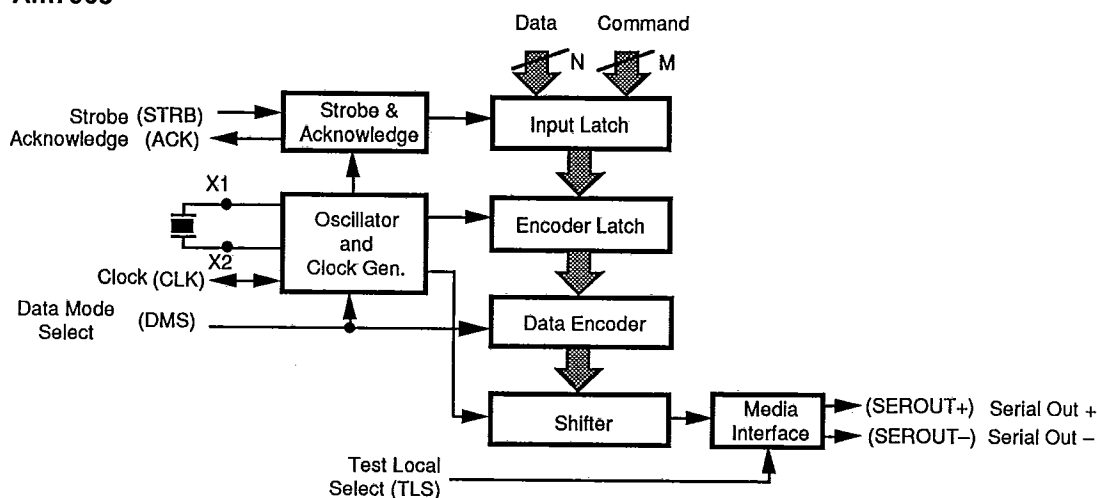 Data Command
N M
Strobe (STRB)
Acknowledge (ACK)
Strobe &
Acknowledge
Input Latch
X1
X2
Oscillator
and
Clock Gen.
Encoder Latch
Clock (CLK)
Data Mode
Select
(DMS)
Data Encoder
Shifter
Media
Interface
(SEROUT+) Serial Out +
(SEROUT–) Serial Out –
Test Local
Select (TLS)